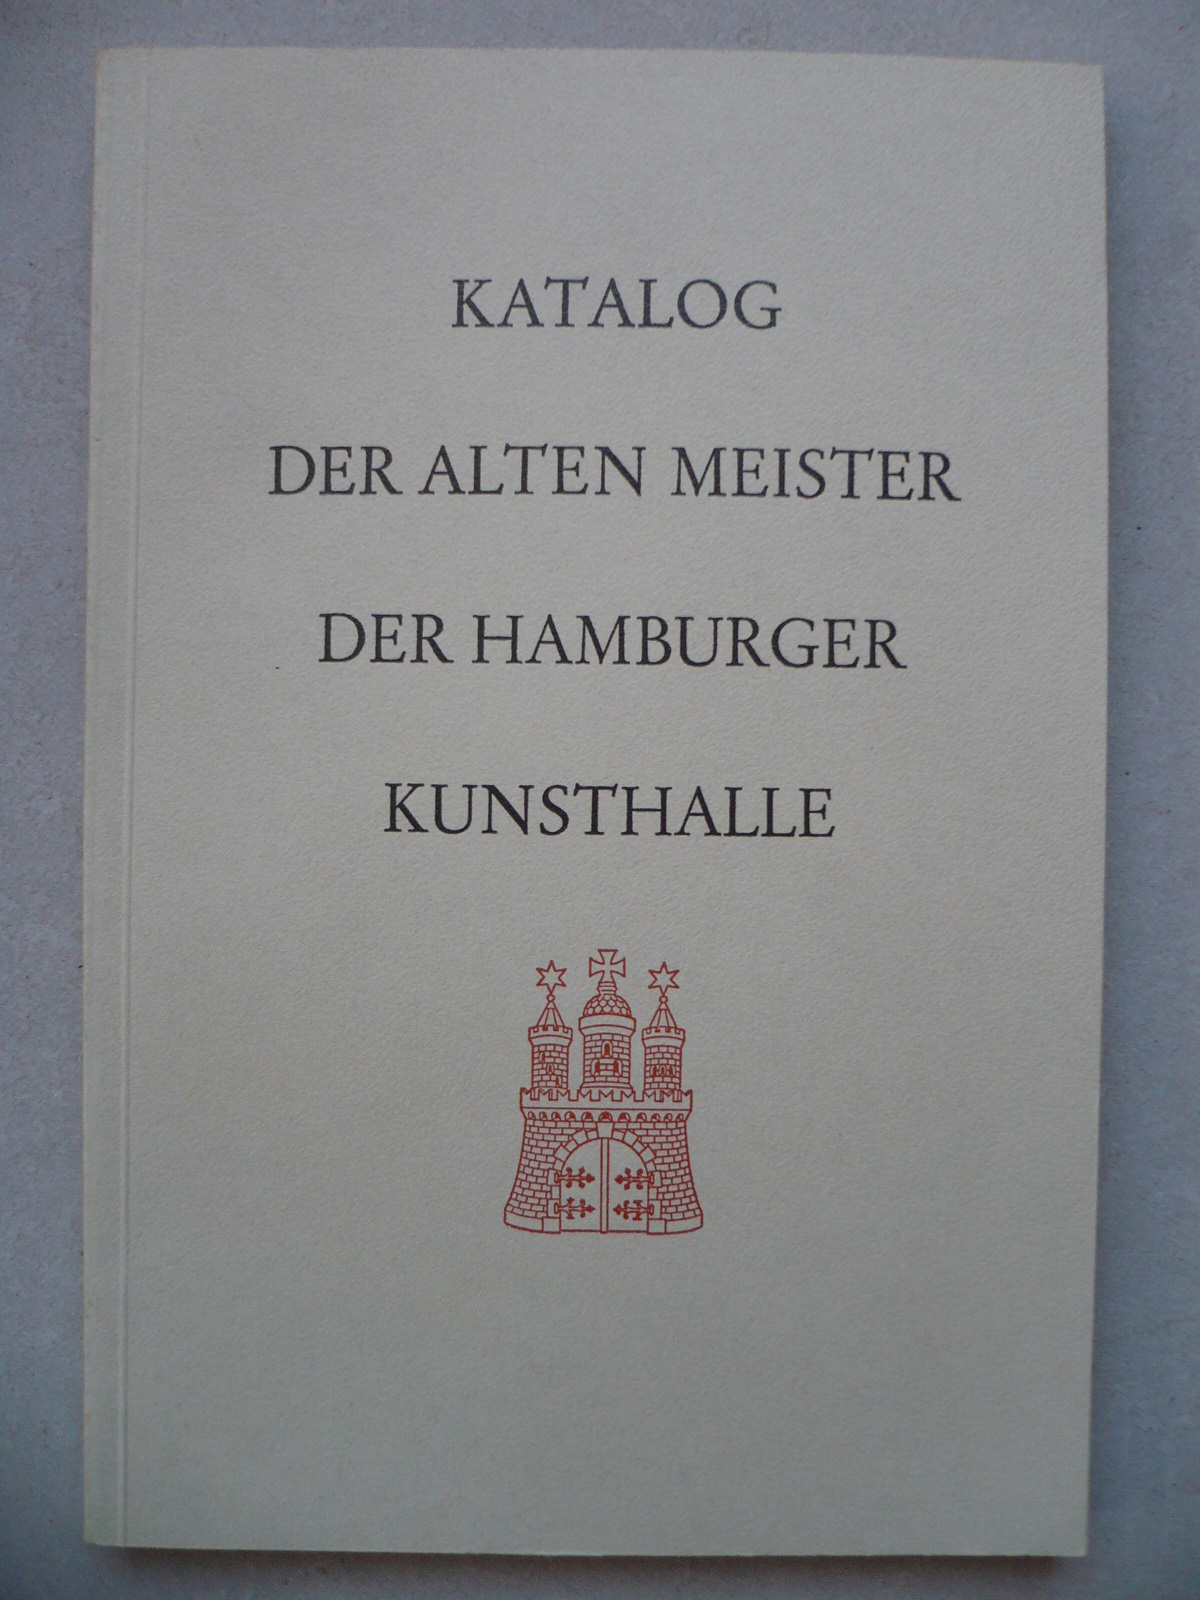 KATALOG
DER ALTEN MEISTER
DER HAMBURGER
KUNSTHALLE